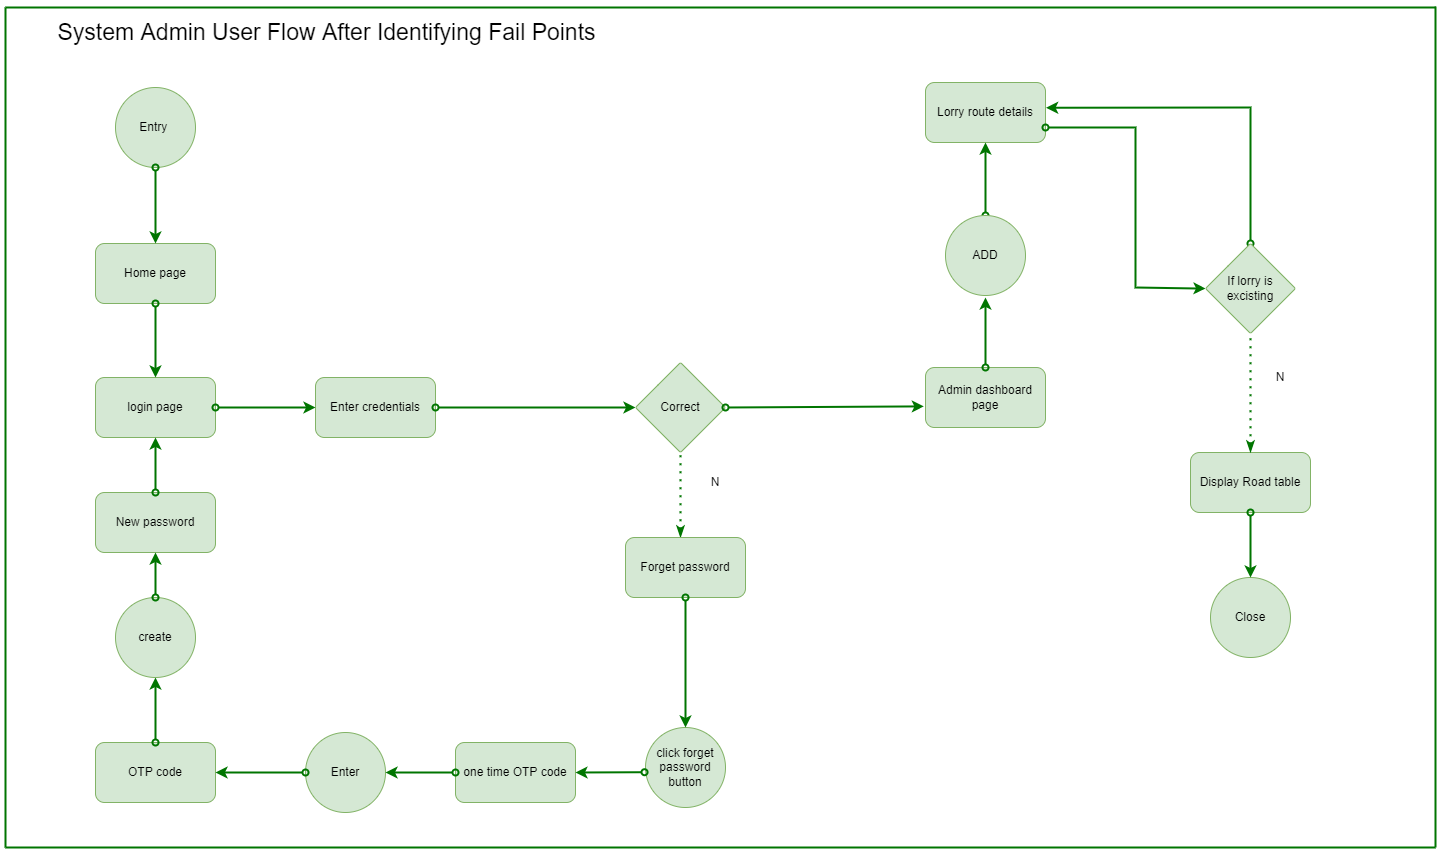 System Admin User Flow After Identifying Fail Points
Entry
Home page
login page
Enter credentials
Correct
N
Forget password
click forget
password
button
one time OTP code
Enter
OTP code
create
New password
Admin dashboard
page
ADD
Lorry route details
If lorry is
excisting
N
Display Road table
Close